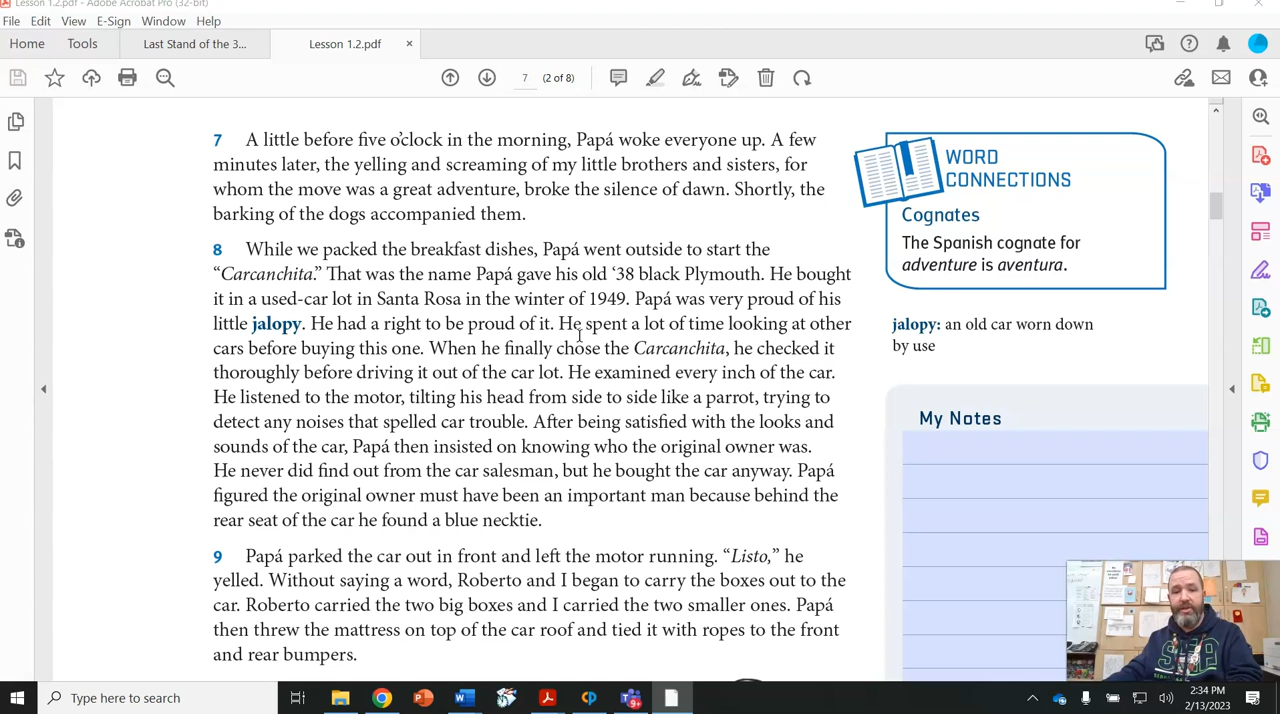 Lesson 1.2.pdf - Adobe Acrobat Pro (32-bit)
File Edit View E-Sign Window Help
Home Tools Last Stand of the 3... Lesson 1.2.pdf ×
7 (2 of 8)
7 A little before five o’clock in the morning, Papá woke everyone up. A few
minutes later, the yelling and screaming of my little brothers and sisters, for
whom the move was a great adventure, broke the silence of dawn. Shortly, the
barking of the dogs accompanied them.
8 While we packed the breakfast dishes, Papá went outside to start the
“Carcanchita.” That was the name Papá gave his old ‘38 black Plymouth. He bought
it in a used-car lot in Santa Rosa in the winter of 1949. Papá was very proud of his
little jalopy. He had a right to be proud of it. He spent a lot of time looking at other
cars before buying this one. When he finally chose the Carcanchita, he checked it
thoroughly before driving it out of the car lot. He examined every inch of the car.
He listened to the motor, tilting his head from side to side like a parrot, trying to
detect any noises that spelled car trouble. After being satisfied with the looks and
sounds of the car, Papá then insisted on knowing who the original owner was.
He never did find out from the car salesman, but he bought the car anyway. Papá
figured the original owner must have been an important man because behind the
rear seat of the car he found a blue necktie.
9 Papá parked the car out in front and left the motor running. “Listo,” he
yelled. Without saying a word, Roberto and I began to carry the boxes out to the
car. Roberto carried the two big boxes and I carried the two smaller ones. Papá
then threw the mattress on top of the car roof and tied it with ropes to the front
and rear bumpers.
WORD
CONNECTIONS
Cognates
The Spanish cognate for
adventure is aventura.
jalopy: an old car worn down
by use
My Notes
SEA
Type here to search
2:34 PM
2/13/2023